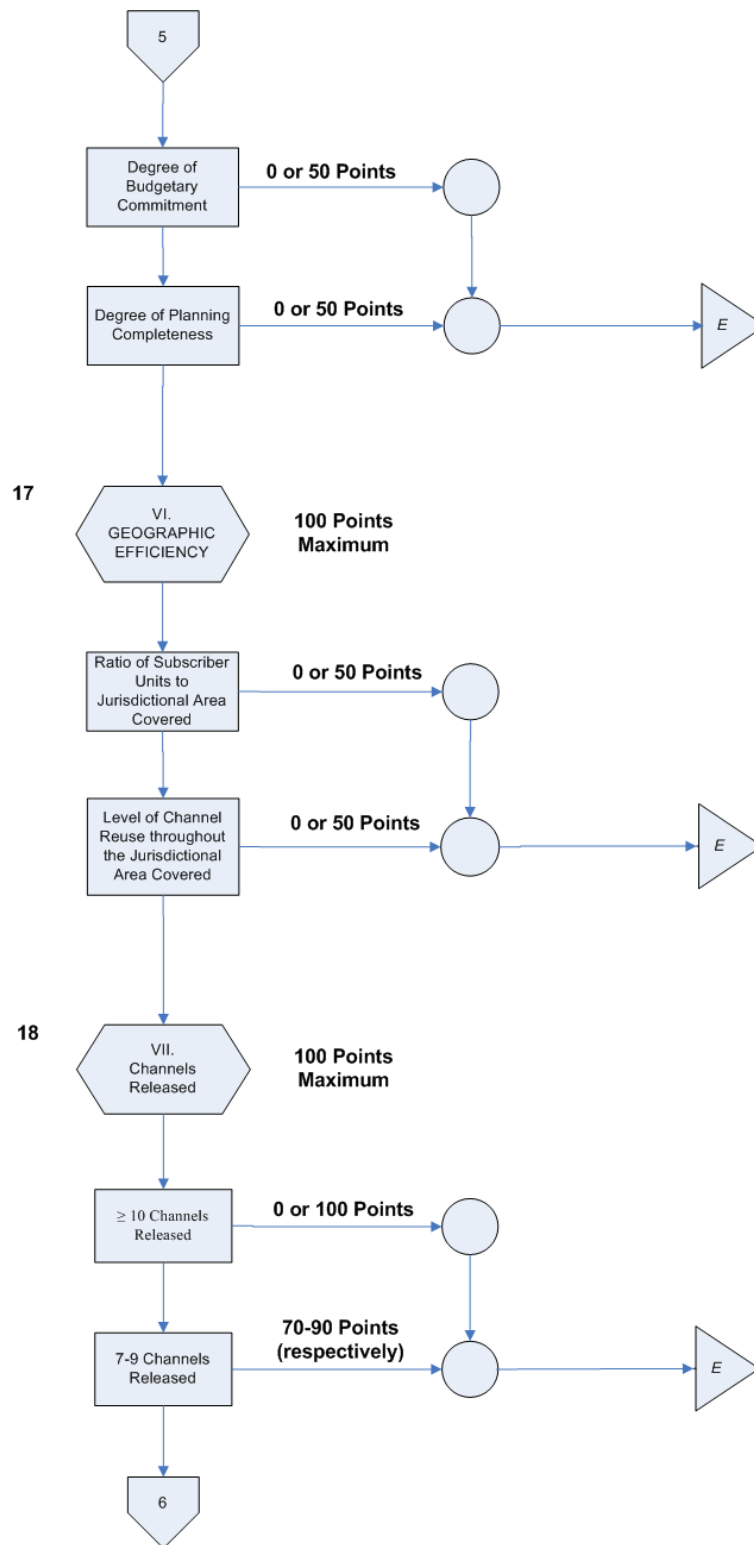 5
Degree of
Budgetary
Commitment
0 or 50 Points
Degree of Planning
Completeness
0 or 50 Points
E
17
VI.
GEOGRAPHIC
EFFICIENCY
100 Points
Maximum
Ratio of Subscriber
Units to
Jurisdictional Area
Covered
0 or 50 Points
Level of Channel
Reuse throughout
the Jurisdictional
Area Covered
0 or 50 Points
E
18
VII.
Channels
Released
100 Points
Maximum
≥ 10 Channels
Released
0 or 100 Points
7-9 Channels
Released
70-90 Points
(respectively)
E
6